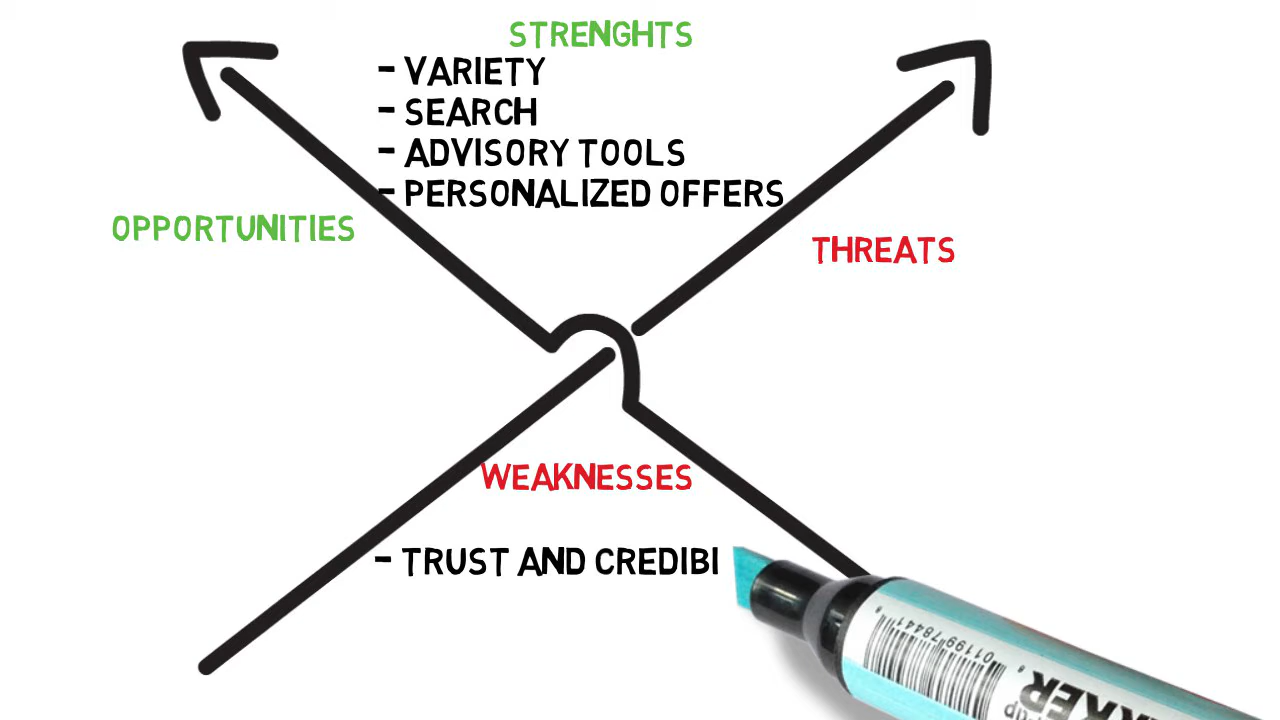 STRENGHTS
- VARIETY
- SEARCH
- ADVISORY TOOLS
- PERSONALIZED OFFERS
OPPORTUNITIES
THREATS
WEAKNESSES
- TRUST AND CREDIBI